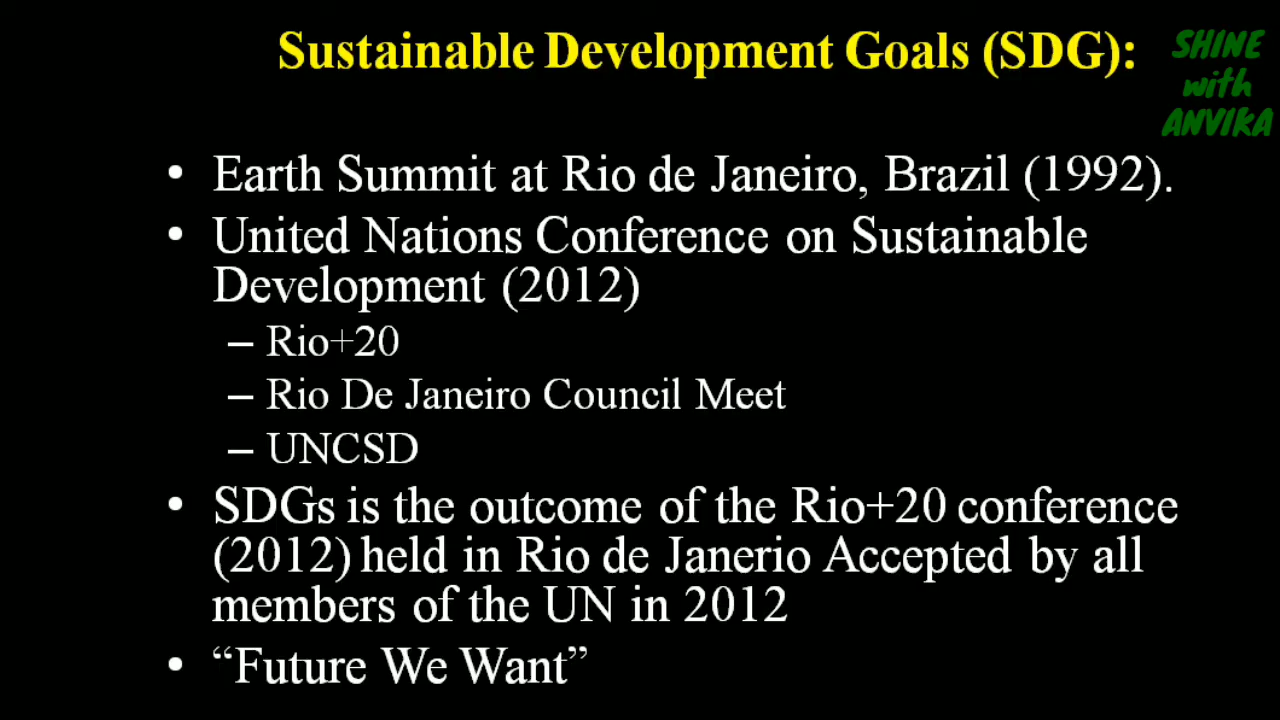 Sustainable Development Goals (SDG):
SHINE
with
ANVIKA
• Earth Summit at Rio de Janeiro, Brazil (1992).
• United Nations Conference on Sustainable
Development (2012)
– Rio+20
– Rio De Janeiro Council Meet
– UNCSD
• SDGs is the outcome of the Rio+20 conference
(2012) held in Rio de Janerio Accepted by all
members of the UN in 2012
• “Future We Want”